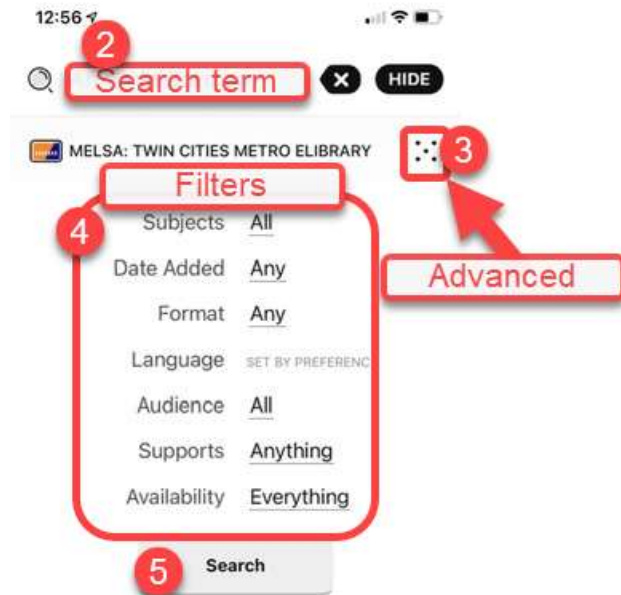 12:56
2
Search term
HIDE
MELSA: TWIN CITIES METRO ELIBRARY
3
Filters
4
Subjects All
Date Added Any
Advanced
Format Any
Language SET BY PREFERENC
Audience All
Supports Anything
Availability Everything
5
Search